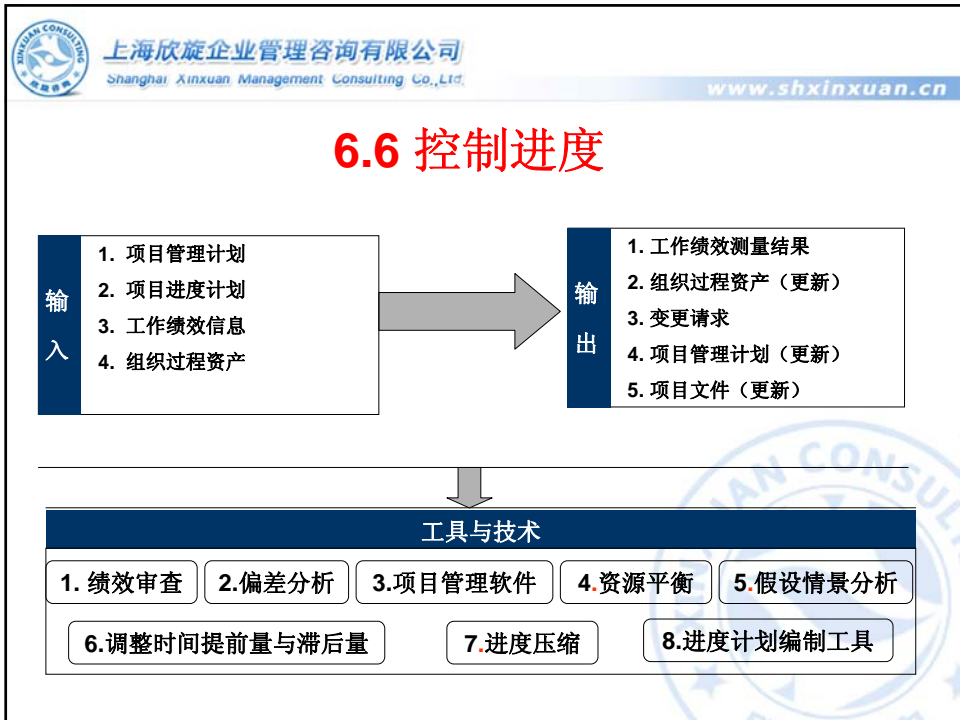 XINXUAN CONSULTING
欣旋咨询
上海欣旋企业管理咨询有限公司
Shanghai Xinxuan Management Consulting Co.,Ltd.
www.shxinxuan.cn
6.6 控制进度
输入
1. 项目管理计划
2. 项目进度计划
3. 工作绩效信息
4. 组织过程资产
输出
1. 工作绩效测量结果
2. 组织过程资产（更新）
3. 变更请求
4. 项目管理计划（更新）
5. 项目文件（更新）
工具与技术
1. 绩效审查 2.偏差分析 3.项目管理软件 4.资源平衡 5.假设情景分析
6.调整时间提前量与滞后量 7.进度压缩 8.进度计划编制工具